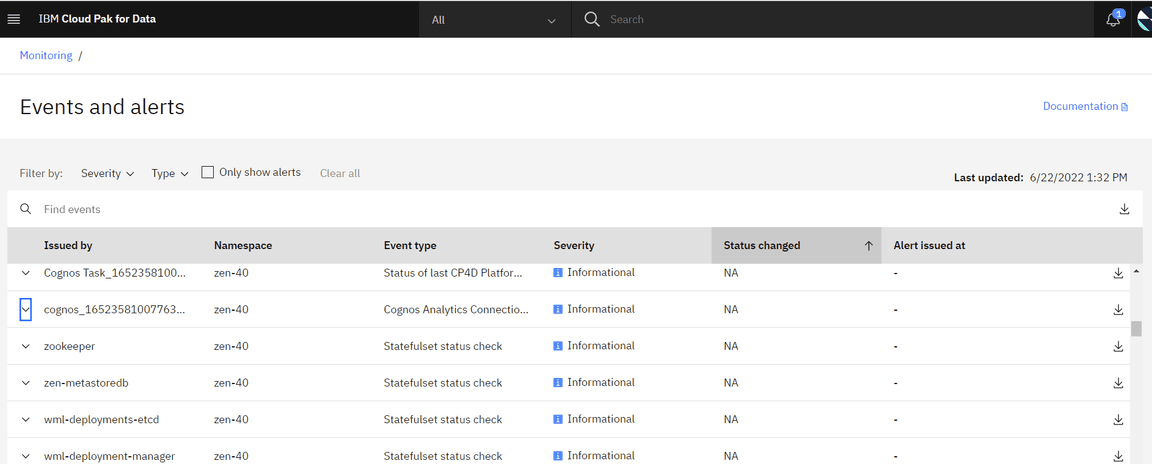 IBM Cloud Pak for Data All Search 1
Monitoring /
Events and alerts
Documentation
Filter by: Severity Type Only show alerts Clear all
Last updated: 6/22/2022 1:32 PM
Find events
Issued by Namespace Event type Severity Status changed Alert issued at
Cognos Task_1652358100... zen-40 Status of last CP4D Platfor... Informational NA -
cognos_16523581007763... zen-40 Cognos Analytics Connectio... Informational NA -
zookeeper zen-40 Statefulset status check Informational NA -
zen-metastoredb zen-40 Statefulset status check Informational NA -
wml-deployments-etcd zen-40 Statefulset status check Informational NA -
wml-deployment-manager zen-40 Statefulset status check Informational NA -